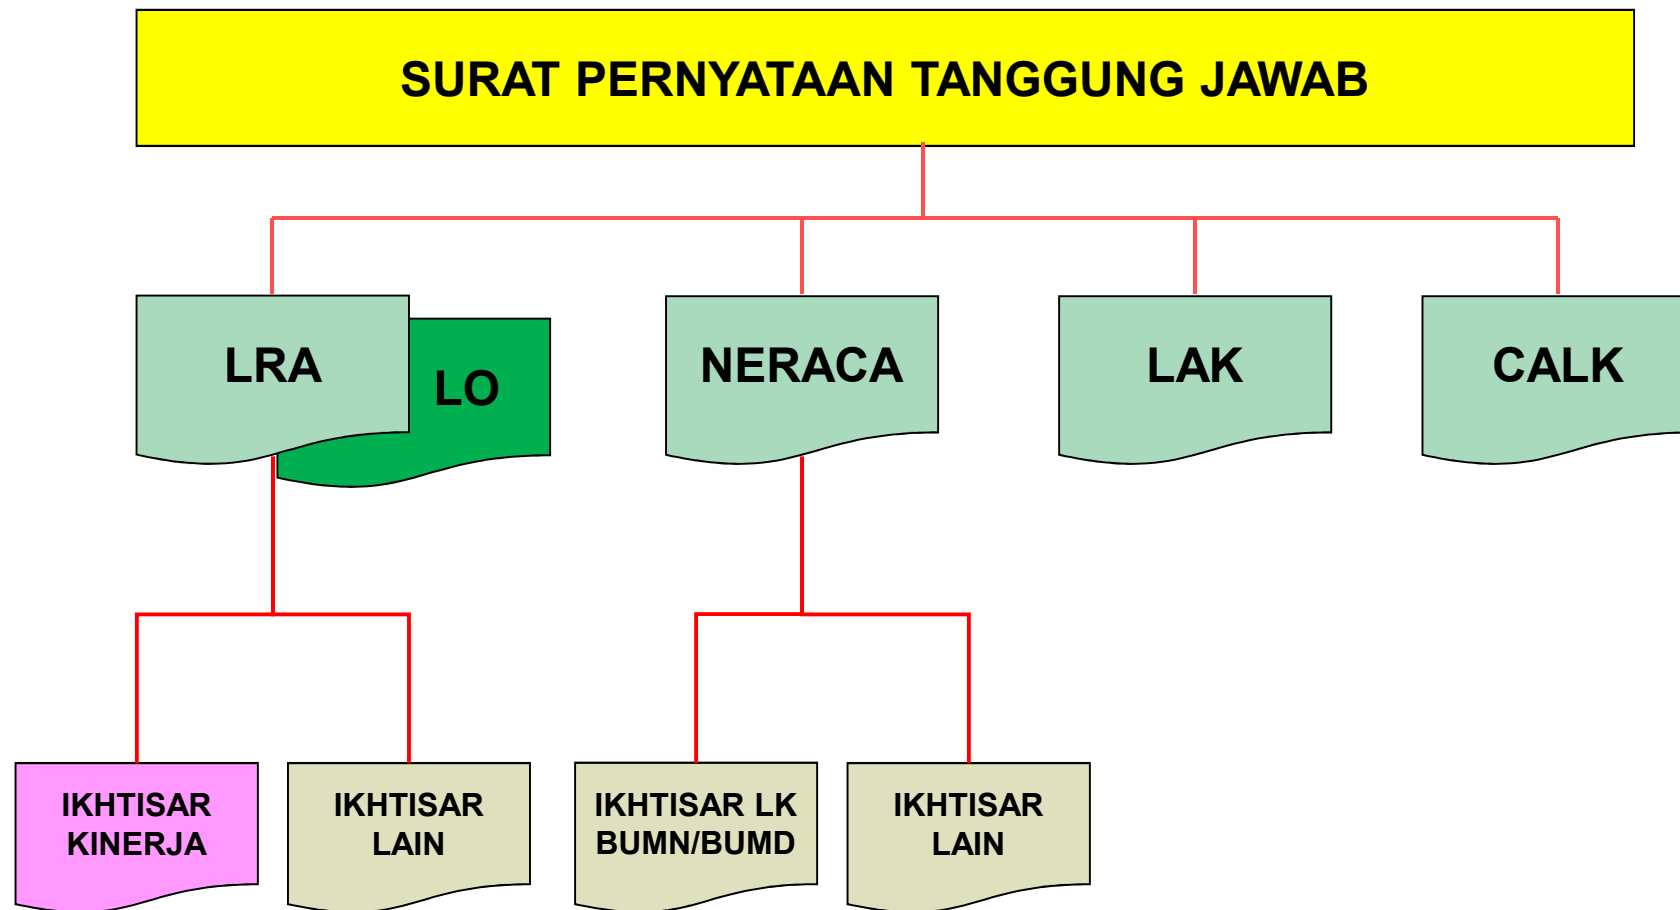 SURAT PERNYATAAN TANGGUNG JAWAB
LRA
LO
NERACA
LAK
CALK
IKHTISAR
KINERJA
IKHTISAR
LAIN
IKHTISAR LK
BUMN/BUMD
IKHTISAR
LAIN